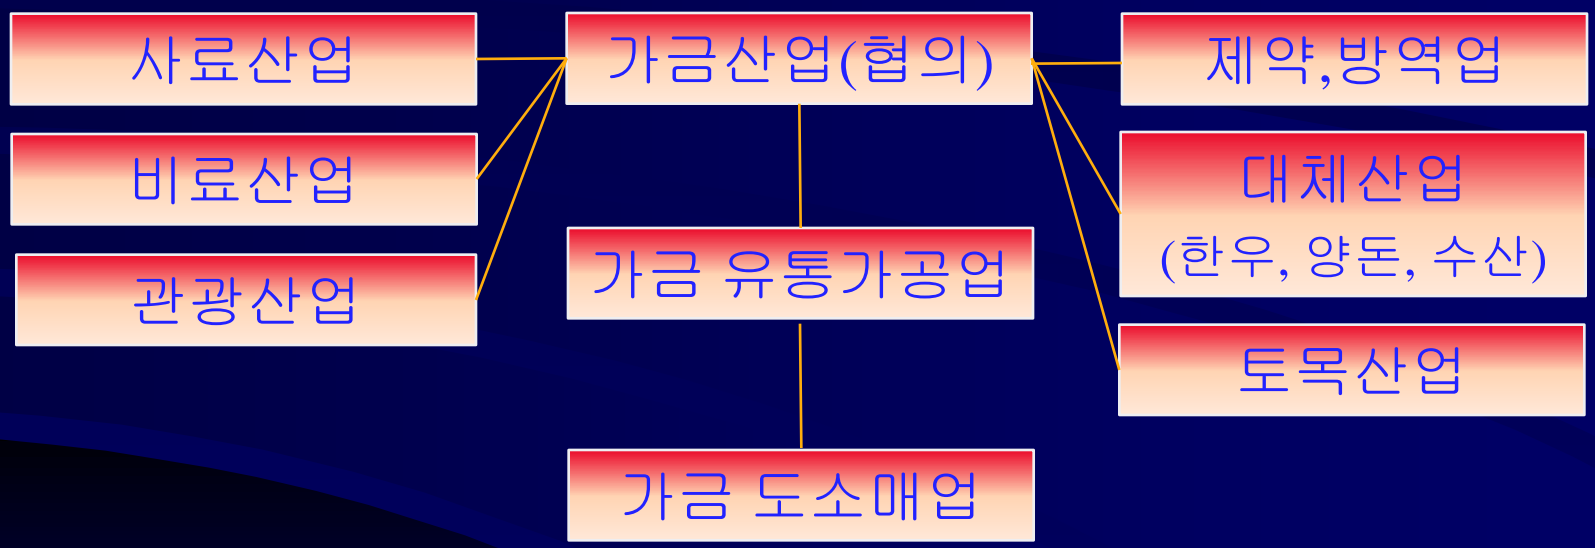 사료산업
가금산업(협의)
제약,방역업
비료산업
대체산업
(한우, 양돈, 수산)
가금 유통가공업
관광산업
토목산업
가금 도소매업